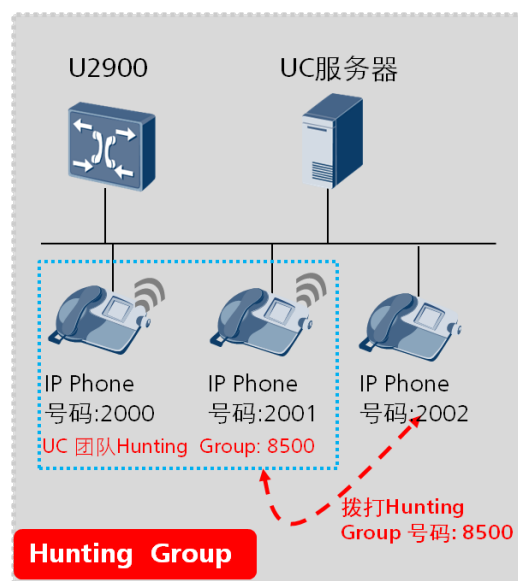 U2900
UC服务器
IP Phone
号码:2000
IP Phone
号码:2001
IP Phone
号码:2002
UC 团队Hunting Group: 8500
拨打Hunting
Group 号码: 8500
Hunting Group